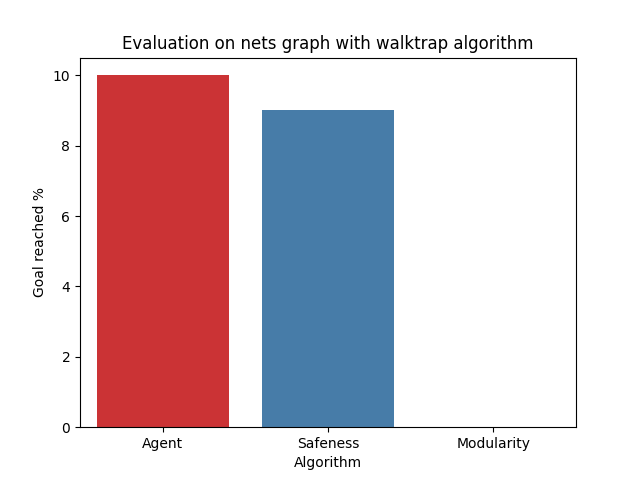 Evaluation on nets graph with walktrap algorithm
10
8
6
4
2
0
Goal reached %
Agent
Safeness
Modularity
Algorithm